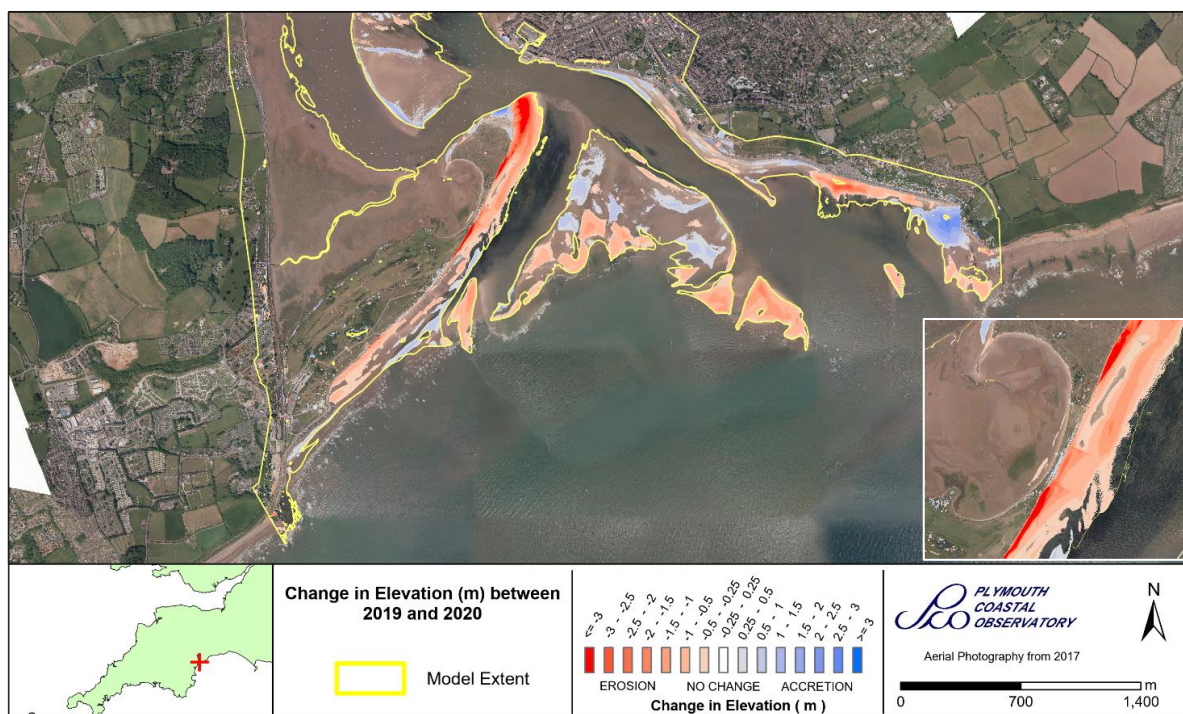 Change in Elevation (m) between
2019 and 2020
Model Extent
<= -3
-3 - -2.5
-2.5 - -2
-2 - -1.5
-1.5 - -1
-1 - -0.5
-0.5 - -0.25
-0.25 - 0.25
0.25 - 0.5
0.5 - 1
1 - 1.5
1.5 - 2
2 - 2.5
2.5 - 3
>= 3
EROSION NO CHANGE ACCRETION
Change in Elevation ( m )
PLYMOUTH
COASTAL
OBSERVATORY
N
Aerial Photography from 2017
m
0 700 1,400